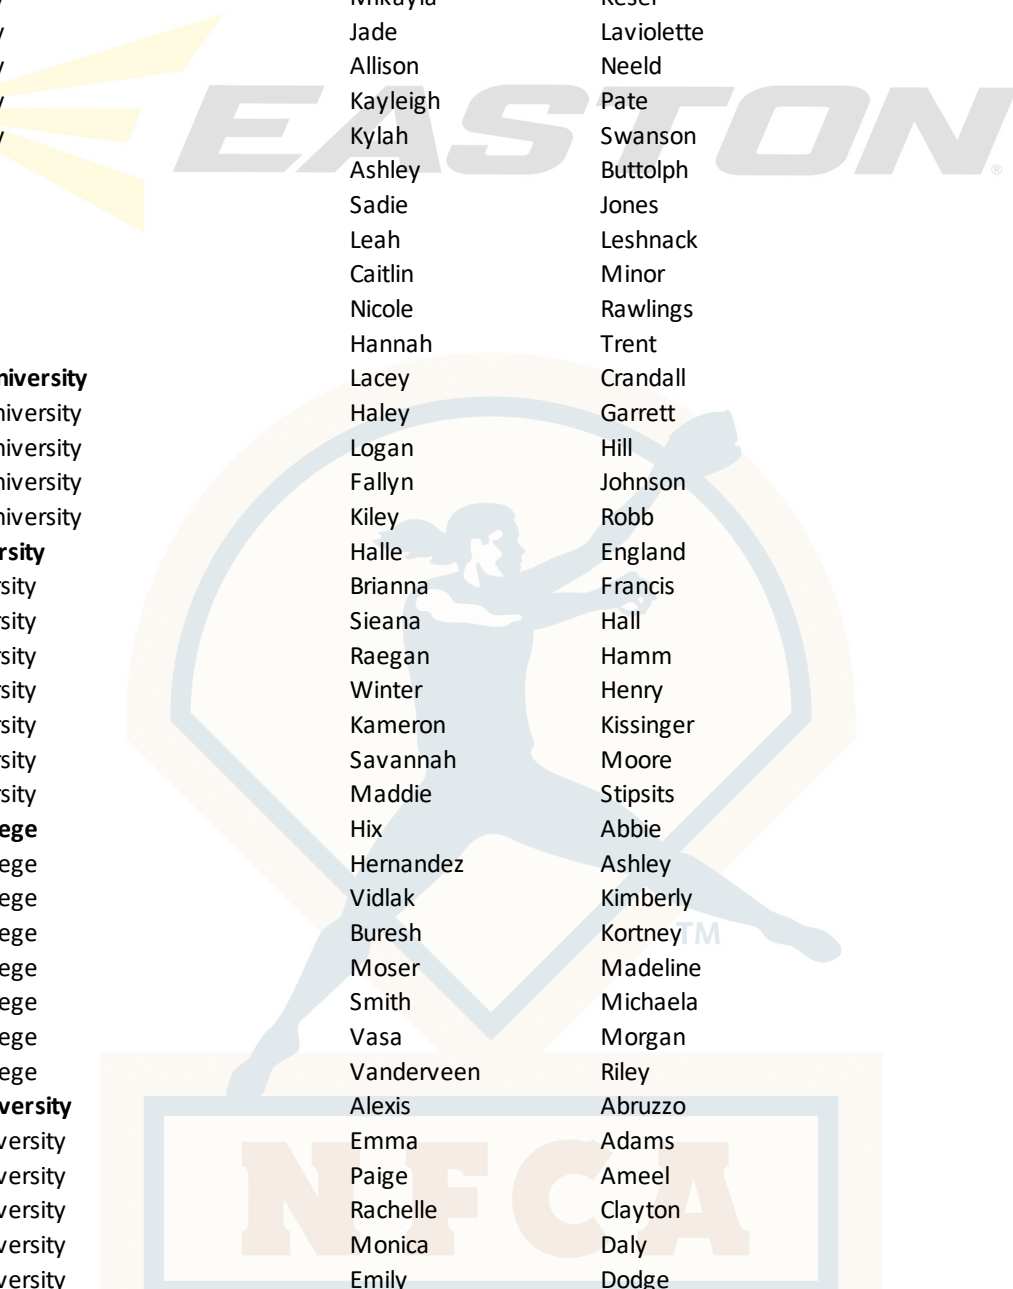 Mikayla Reser
y Jade Laviolette
y Allison Neeld
y Kayleigh Pate
y Kylah Swanson
EASTON®
Ashley Buttolph
Sadie Jones
Leah Leshnack
Caitlin Minor
Nicole Rawlings
Hannah Trent
niversity Lacey Crandall
niversity Haley Garrett
niversity Logan Hill
niversity Fallyn Johnson
niversity Kiley Robb
rsity Halle England
rsity Brianna Francis
rsity Sieana Hall
rsity Raegan Hamm
rsity Winter Henry
rsity Kameron Kissinger
rsity Savannah Moore
rsity Maddie Stipsits
ege Hix Abbie
ege Hernandez Ashley
ege Vidlak Kimberly
ege Buresh Kortney
TM
ege Moser Madeline
ege Smith Michaela
ege Vasa Morgan
ege Vanderveen Riley
versity Alexis Abruzzo
versity Emma Adams
versity Paige Ameel
versity Rachelle Clayton
versity Monica Daly
versity Emily Dodge
NFCA